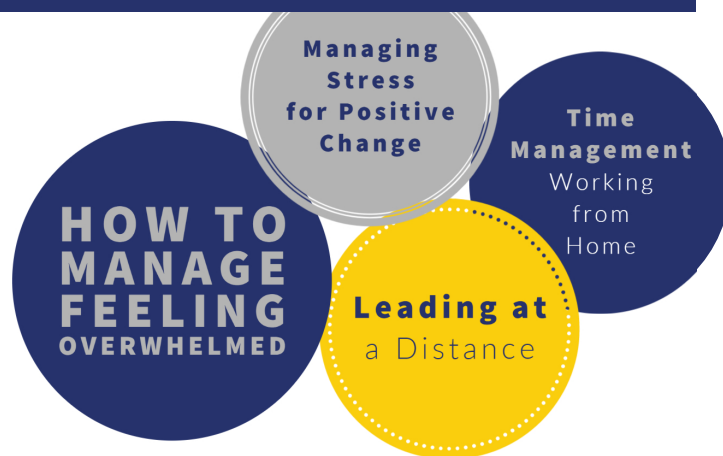 Managing
Stress
for Positive
Change
Time
Management
Working
from
Home
HOW TO
MANAGE
FEELING
OVERWHELMED
Leading at
a Distance